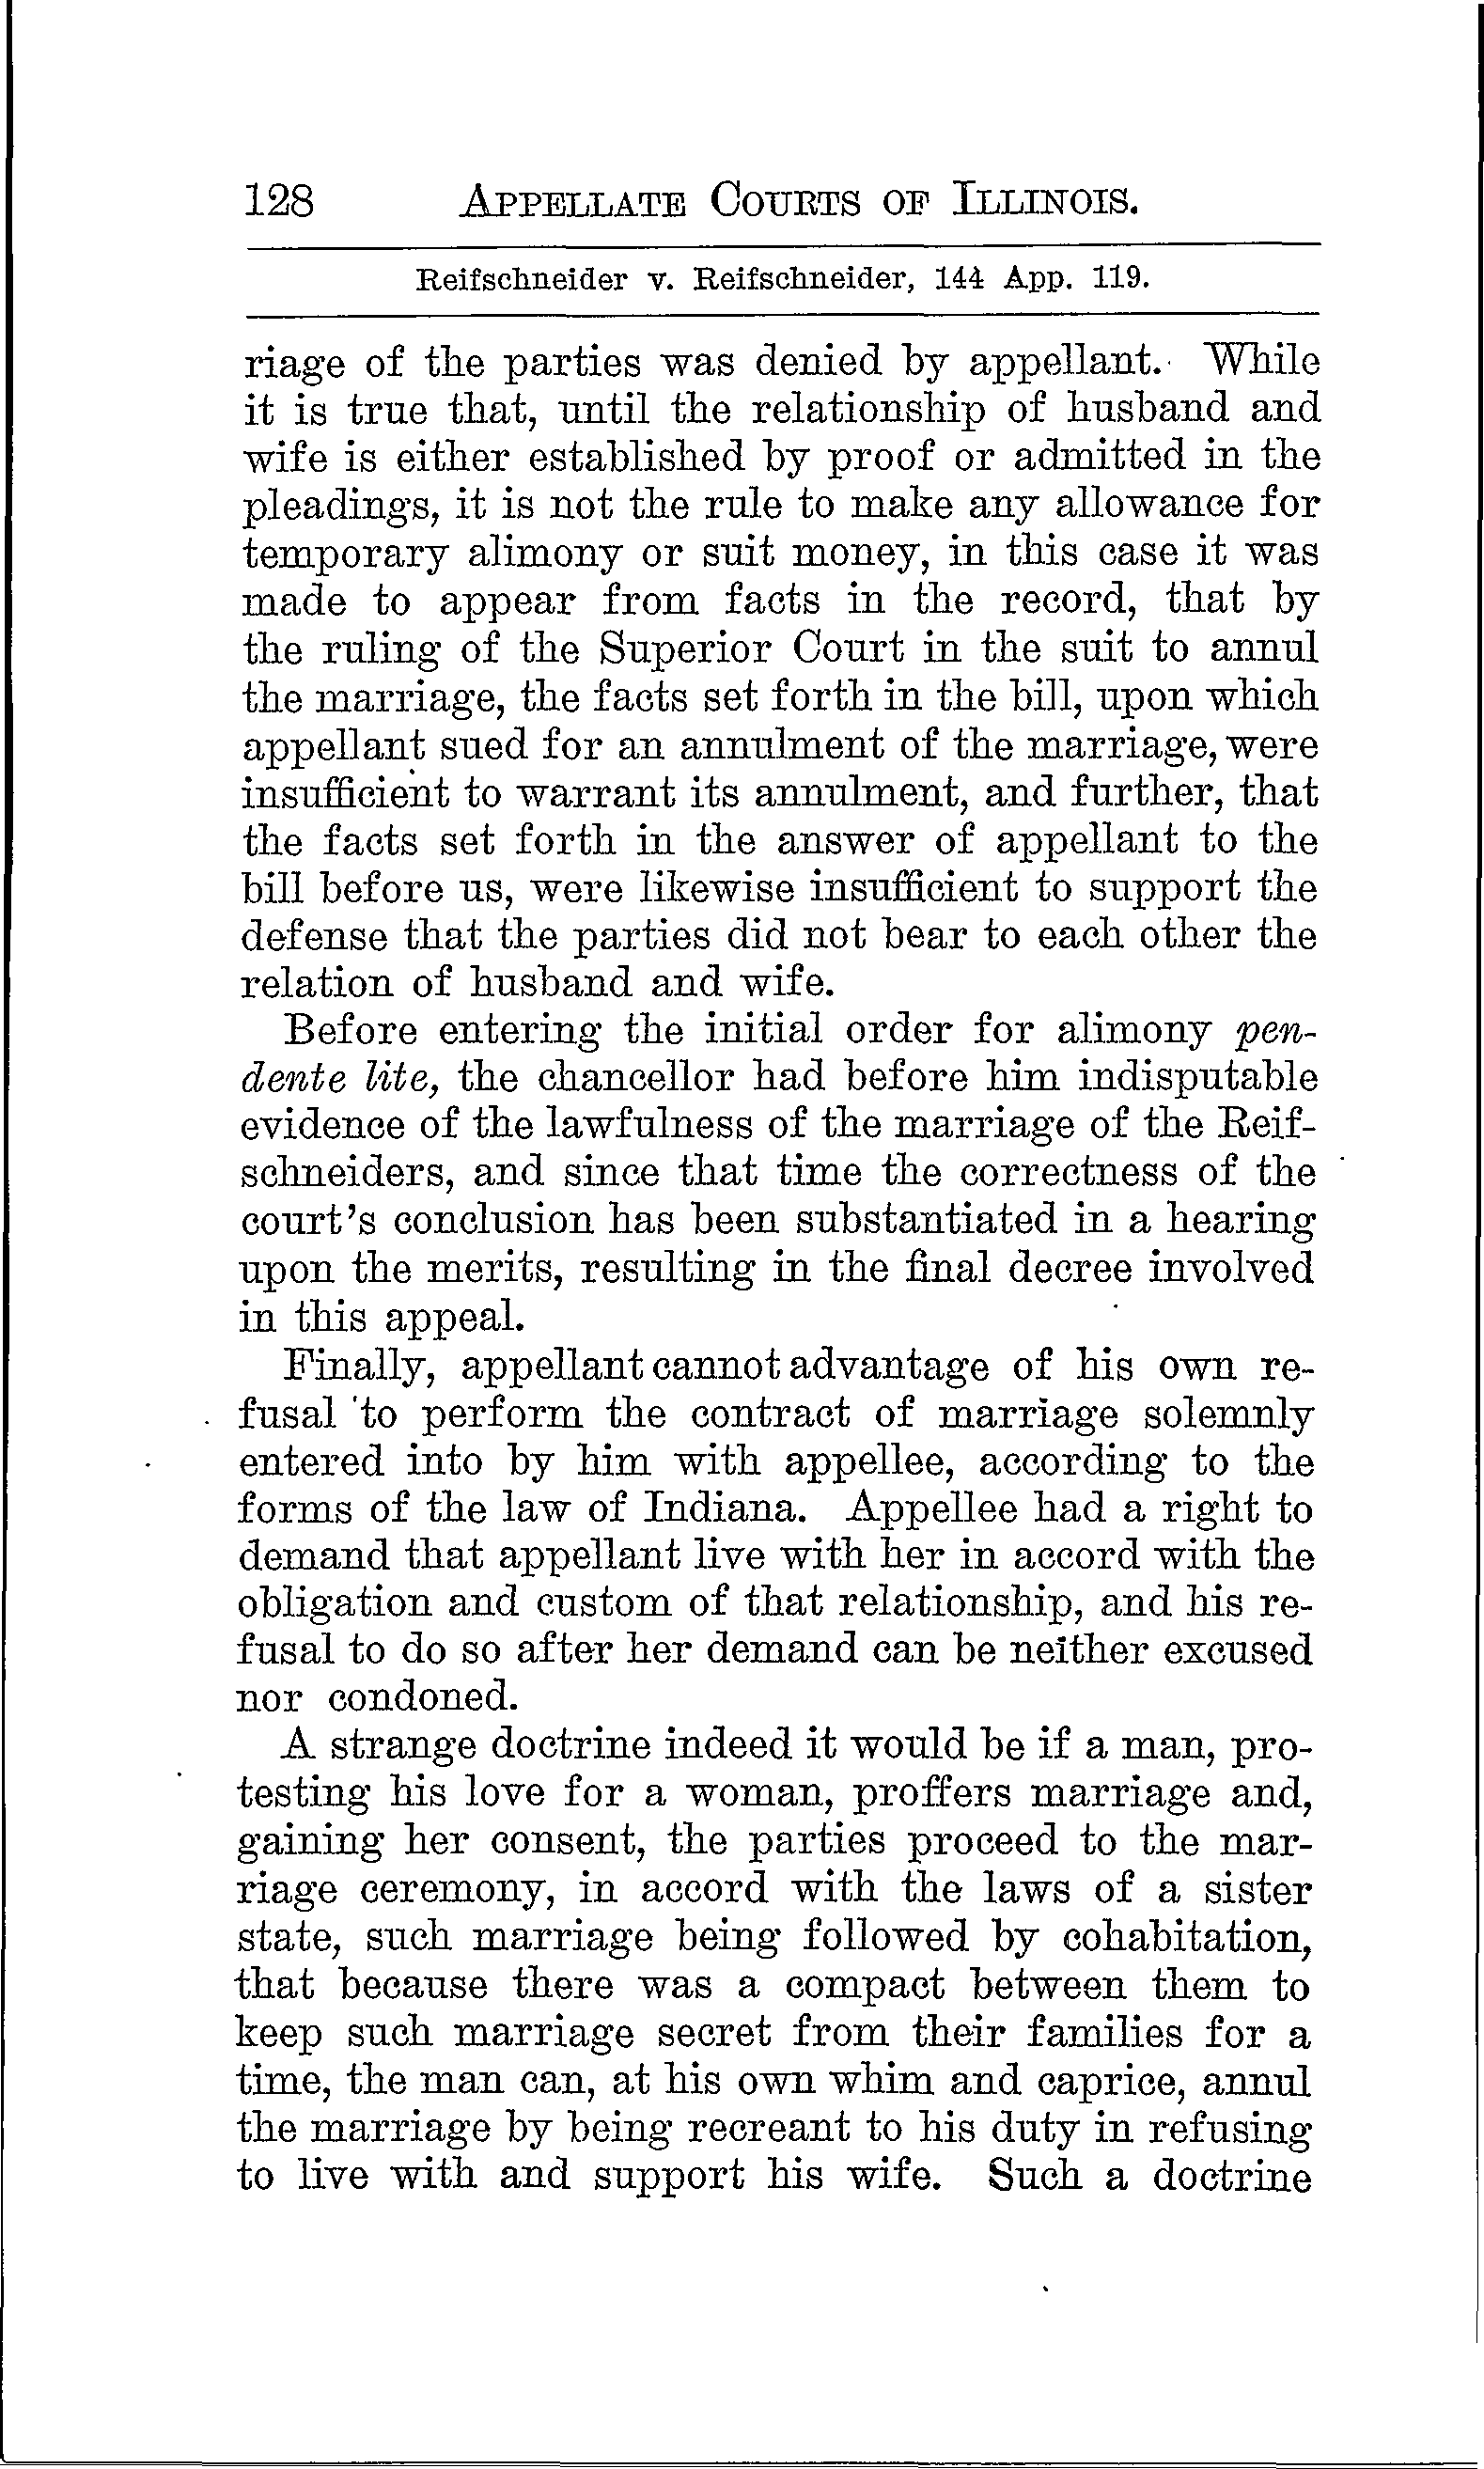 128 APPELLATE COURTS OF ILLINOIS.
Reifschneider v. Reifschneider, 144 App. 119.
riage of the parties was denied by appellant. While
it is true that, until the relationship of husband and
wife is either established by proof or admitted in the
pleadings, it is not the rule to make any allowance for
temporary alimony or suit money, in this case it was
made to appear from facts in the record, that by
the ruling of the Superior Court in the suit to annul
the marriage, the facts set forth in the bill, upon which
appellant sued for an annulment of the marriage, were
insufficient to warrant its annulment, and further, that
the facts set forth in the answer of appellant to the
bill before us, were likewise insufficient to support the
defense that the parties did not bear to each other the
relation of husband and wife.
Before entering the initial order for alimony pen-
dente lite, the chancellor had before him indisputable
evidence of the lawfulness of the marriage of the Reif-
schneiders, and since that time the correctness of the
court's conclusion has been substantiated in a hearing
upon the merits, resulting in the final decree involved
in this appeal.
Finally, appellant cannot advantage of his own re-
fusal to perform the contract of marriage solemnly
entered into by him with appellee, according to the
forms of the law of Indiana. Appellee had a right to
demand that appellant live with her in accord with the
obligation and custom of that relationship, and his re-
fusal to do so after her demand can be neither excused
nor condoned.
A strange doctrine indeed it would be if a man, pro-
testing his love for a woman, proffers marriage and,
gaining her consent, the parties proceed to the mar-
riage ceremony, in accord with the laws of a sister
state, such marriage being followed by cohabitation,
that because there was a compact between them to
keep such marriage secret from their families for a
time, the man can, at his own whim and caprice, annul
the marriage by being recreant to his duty in refusing
to live with and support his wife. Such a doctrine